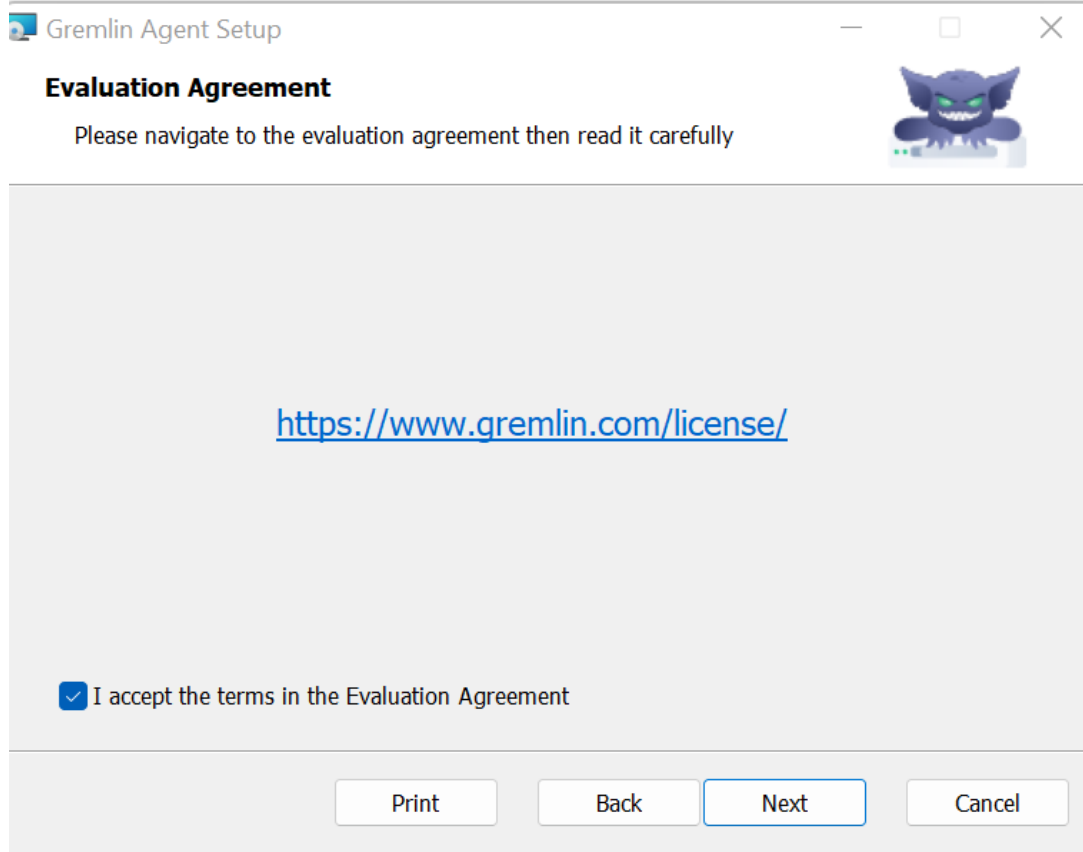 Gremlin Agent Setup
Evaluation Agreement
Please navigate to the evaluation agreement then read it carefully
https://www.gremlin.com/license/
I accept the terms in the Evaluation Agreement
Print Back Next Cancel